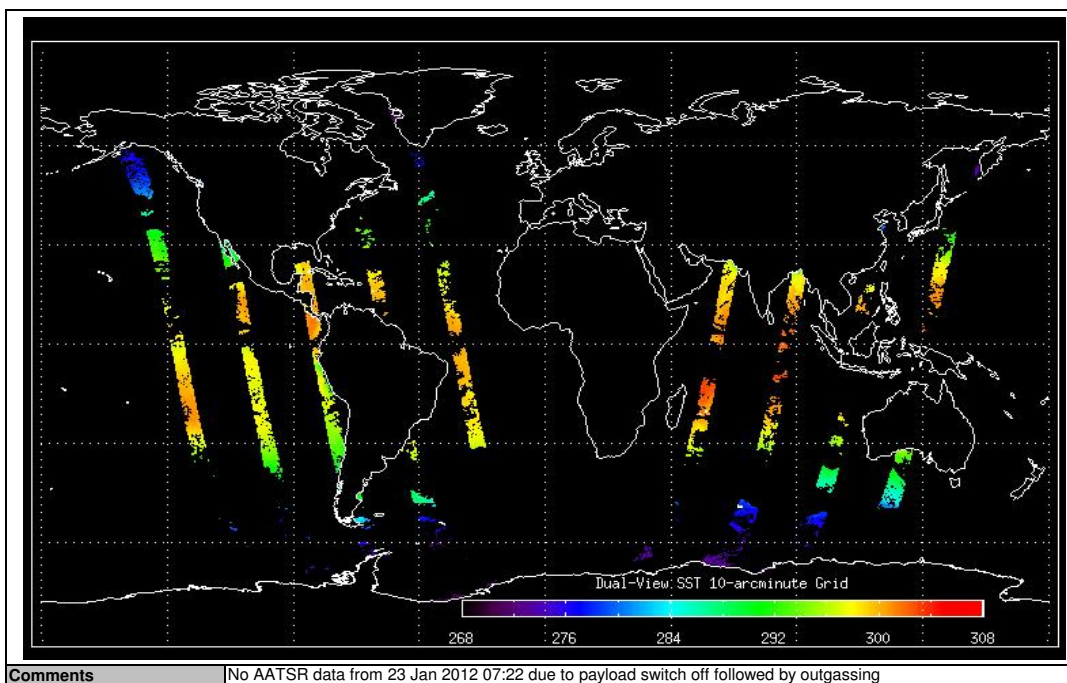 Dual-View SST 10-arcminute Grid
268 276 284 292 300 308
Comments No AATSR data from 23 Jan 2012 07:22 due to payload switch off followed by outgassing